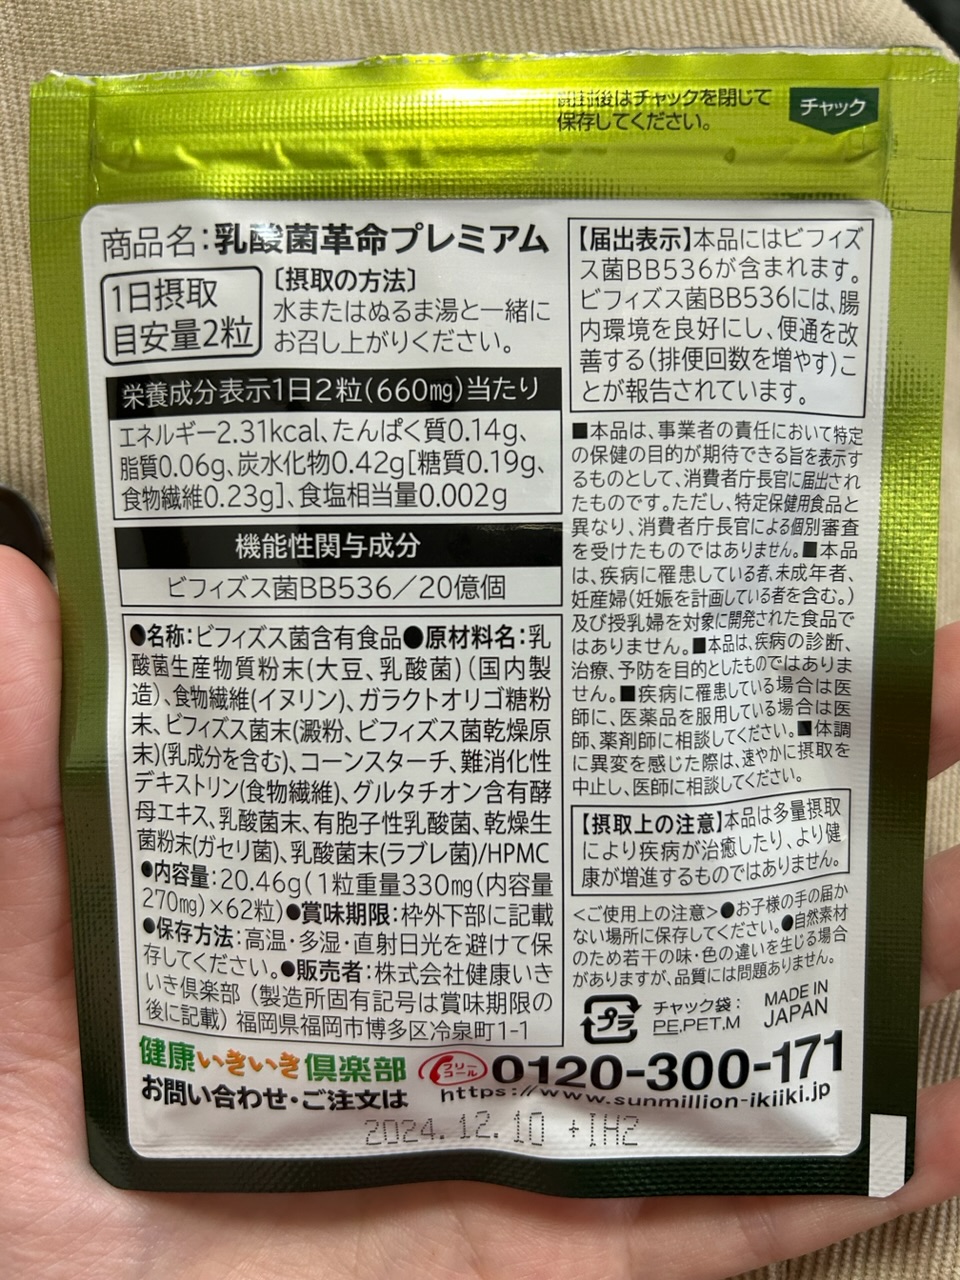 開封後はチャックを閉じて
保存してください。
チャック
商品名:乳酸菌革命プレミアム
1日摂取
目安量2粒
〔摂取の方法〕
水またはぬるま湯と一緒に
お召し上がりください。
栄養成分表示1日2粒(660mg)当たり
エネルギー2.31kcal、たんぱく質0.14g、
脂質0.06g、炭水化物0.42g[糖質0.19g、
食物繊維0.23g]、食塩相当量0.002g
機能性関与成分
ビフィズス菌BB536/20億個
●名称:ビフィズス菌含有食品●原材料名:乳
酸菌生産物質粉末(大豆、乳酸菌)(国内製
造)、食物繊維(イヌリン)、ガラクトオリゴ糖粉
末、ビフィズス菌末(澱粉、ビフィズス菌乾燥原
末)(乳成分を含む)、コーンスターチ、難消化性
デキストリン(食物繊維)、グルタチオン含有酵
母エキス、乳酸菌末、有胞子性乳酸菌、乾燥生
菌粉末(ガセリ菌)、乳酸菌末(ラブレ菌)/HPMC
●内容量:20.46g(1粒重量330mg(内容量
270mg)×62粒)●賞味期限:枠外下部に記載
●保存方法:高温・多湿・直射日光を避けて保
存してください。●販売者:株式会社健康いき
いき倶楽部(製造所固有記号は賞味期限の
後に記載)福岡県福岡市博多区冷泉町1-1
【届出表示】本品にはビフィズ
ス菌BB536が含まれます。
ビフィズス菌BB536には、腸
内環境を良好にし、便通を改
善する(排便回数を増やす)こ
とが報告されています。
■本品は、事業者の責任において特定
の保健の目的が期待できる旨を表示す
るものとして、消費者庁長官に届出され
たものです。ただし、特定保健用食品と
異なり、消費者庁長官による個別審査
を受けたものではありません。■本品
は、疾病に罹患している者、未成年者、
妊産婦(妊娠を計画している者を含む。)
及び授乳婦を対象に開発された食品で
はありません。■本品は、疾病の診断、
治療、予防を目的としたものではありま
せん。■疾病に罹患している場合は医
師に、医薬品を服用している場合は医
師、薬剤師に相談してください。■体調
に異変を感じた際は、速やかに摂取を
中止し、医師に相談してください。
【摂取上の注意】本品は多量摂取
により疾病が治癒したり、より健
康が増進するものではありません。
<ご使用上の注意>●お子様の手の届か
ない場所に保存してください。●自然素材
のため若干の味・色の違いを生じる場合
がありますが、品質には問題ありません。
プラ
チャック袋:
PE,PET,M
MADE IN
JAPAN
健康いきいき倶楽部
お問い合わせ・ご注文は
フリーコール
0120-300-171
https://www.sunmillion-ikiiki.jp
2024.12.10 +IH2